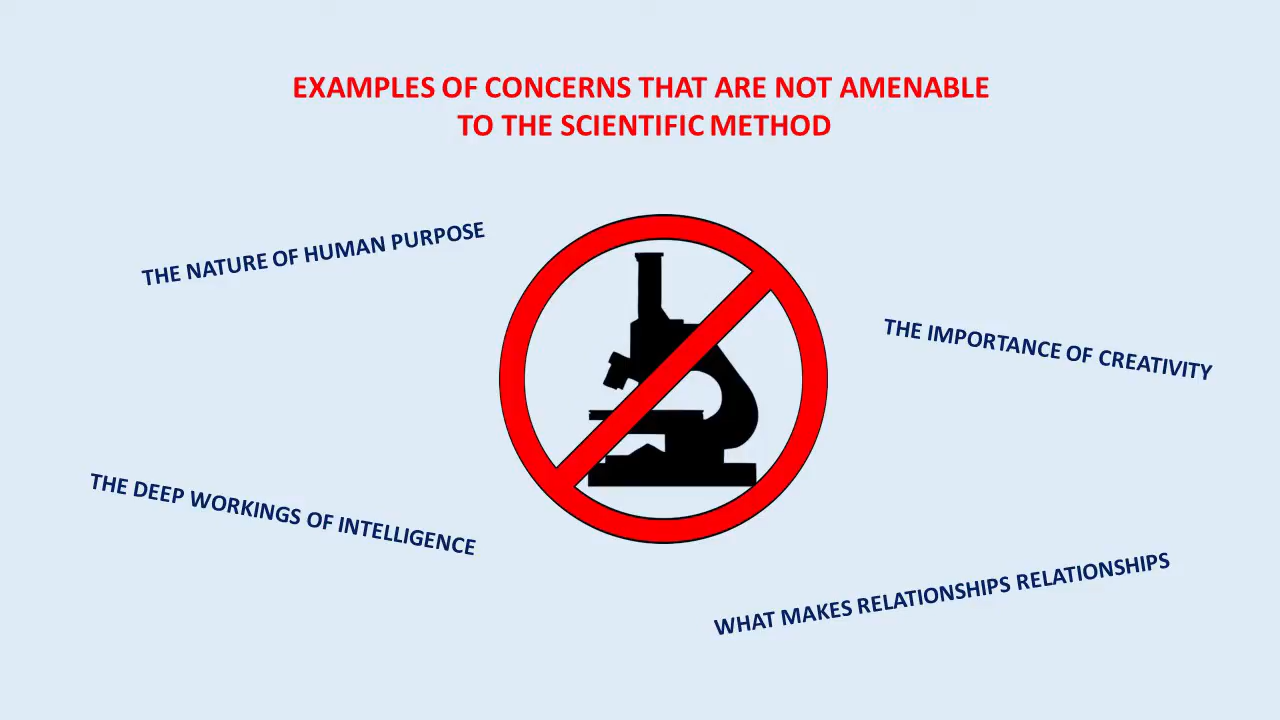 EXAMPLES OF CONCERNS THAT ARE NOT AMENABLE
TO THE SCIENTIFIC METHOD
THE NATURE OF HUMAN PURPOSE
THE IMPORTANCE OF CREATIVITY
THE DEEP WORKINGS OF INTELLIGENCE
WHAT MAKES RELATIONSHIPS RELATIONSHIPS